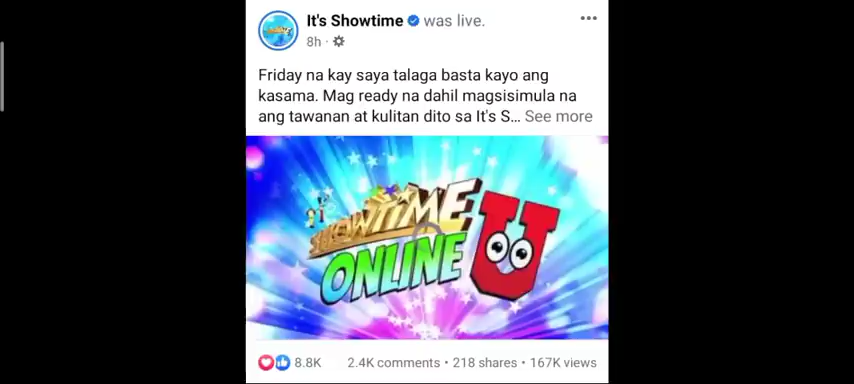 It's Showtime was live.
8h ·
Friday na kay saya talaga basta kayo ang
kasama. Mag ready na dahil magsisimula na
ang tawanan at kulitan dito sa It's S... See more
SHOWTIME
ONLINE U
8.8K 2.4K comments • 218 shares • 167K views